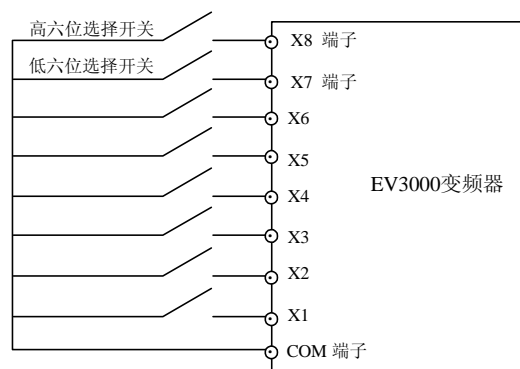 高六位选择开关
X8 端子
低六位选择开关
X7 端子
X6
X5
X4
EV3000变频器
X3
X2
X1
COM 端子